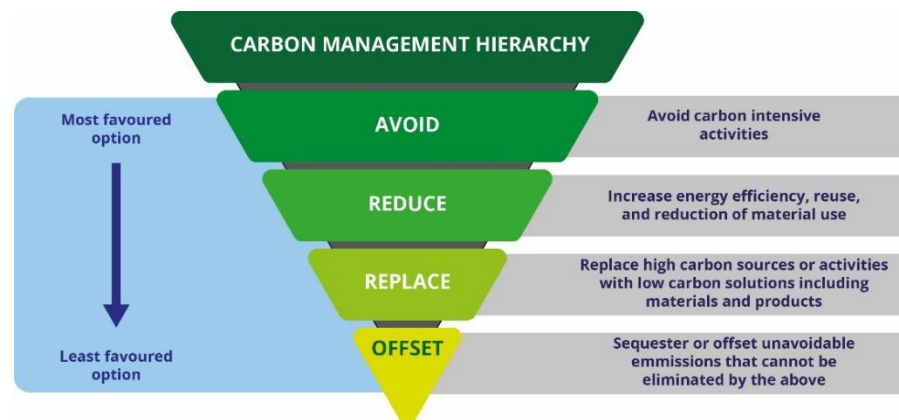 CARBON MANAGEMENT HIERARCHY
Most favoured
option
AVOID
Avoid carbon intensive
activities
REDUCE
Increase energy efficiency, reuse,
and reduction of material use
REPLACE
Replace high carbon sources or activities
with low carbon solutions including
materials and products
Least favoured
option
OFFSET
Sequester or offset unavoidable
emmissions that cannot be
eliminated by the above